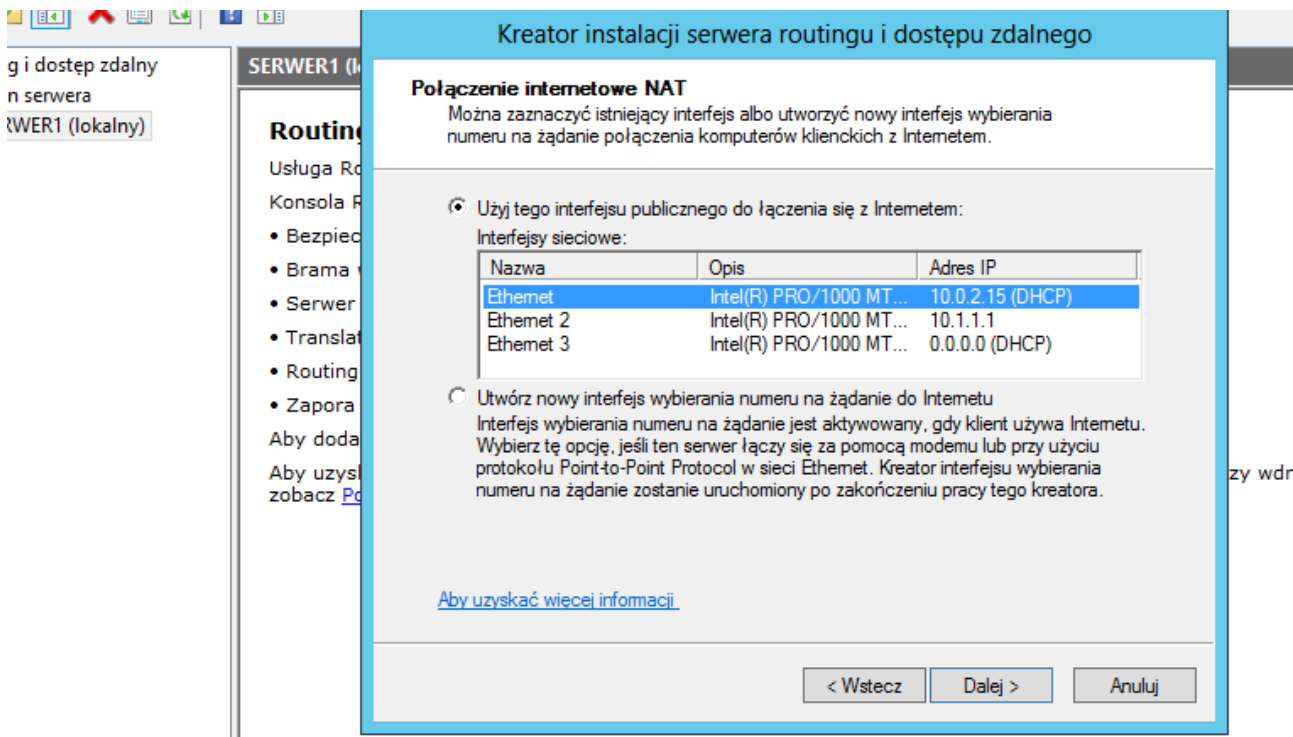 Kreator instalacji serwera routingu i dostępu zdalnego
g i dostęp zdalny
n serwera
RWER1 (lokalny)
SERWER1 (l
Routing
Usługa Ro
Konsola R
• Bezpiec
• Brama
• Serwer
• Translat
• Routing
• Zapora
Aby doda
Aby uzysk
zobacz Po
zy wdr
Połączenie internetowe NAT
Można zaznaczyć istniejący interfejs albo utworzyć nowy interfejs wybierania
numeru na żądanie połączenia komputerów klienckich z Internetem.
Użyj tego interfejsu publicznego do łączenia się z Internetem:
Interfejsy sieciowe:
Nazwa Opis Adres IP
Ethernet Intel(R) PRO/1000 MT... 10.0.2.15 (DHCP)
Ethernet 2 Intel(R) PRO/1000 MT... 10.1.1.1
Ethernet 3 Intel(R) PRO/1000 MT... 0.0.0.0 (DHCP)
Utwórz nowy interfejs wybierania numeru na żądanie do Internetu
Interfejs wybierania numeru na żądanie jest aktywowany, gdy klient używa Internetu.
Wybierz tę opcję, jeśli ten serwer łączy się za pomocą modemu lub przy użyciu
protokołu Point-to-Point Protocol w sieci Ethernet. Kreator interfejsu wybierania
numeru na żądanie zostanie uruchomiony po zakończeniu pracy tego kreatora.
Aby uzyskać więcej informacji
< Wstecz Dalej > Anuluj